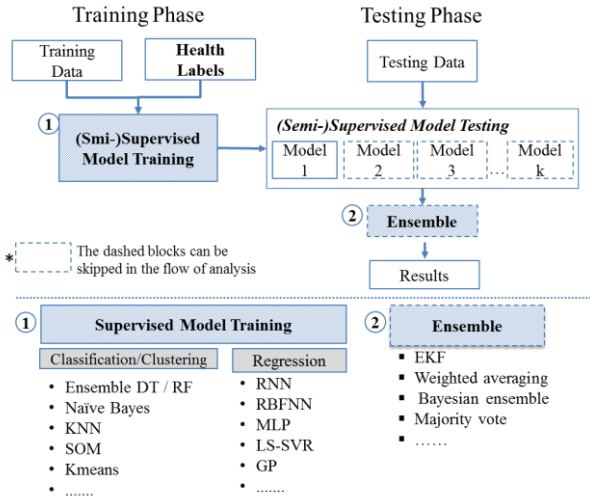 Training Phase
Testing Phase
Training
Data
Health
Labels
Testing Data
1
(Smi-)Supervised
Model Training
(Semi-)Supervised Model Testing
Model
1
Model
2
Model
3
...
Model
k
2
Ensemble
* The dashed blocks can be
skipped in the flow of analysis
Results
1
Supervised Model Training
2
Ensemble
Classification/Clustering
Regression
• Ensemble DT / RF
• Naïve Bayes
• KNN
• SOM
• Kmeans
• .......
• RNN
• RBFNN
• MLP
• LS-SVR
• GP
• .......
▪ EKF
▪ Weighted averaging
▪ Bayesian ensemble
▪ Majority vote
▪ ……